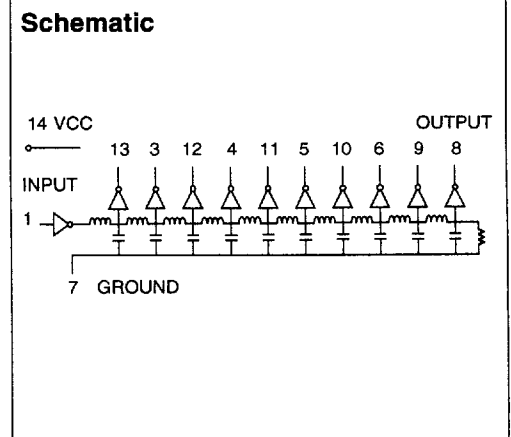 Schematic
14 VCC
OUTPUT
13 3 12 4 11 5 10 6 9 8
INPUT
1
7 GROUND